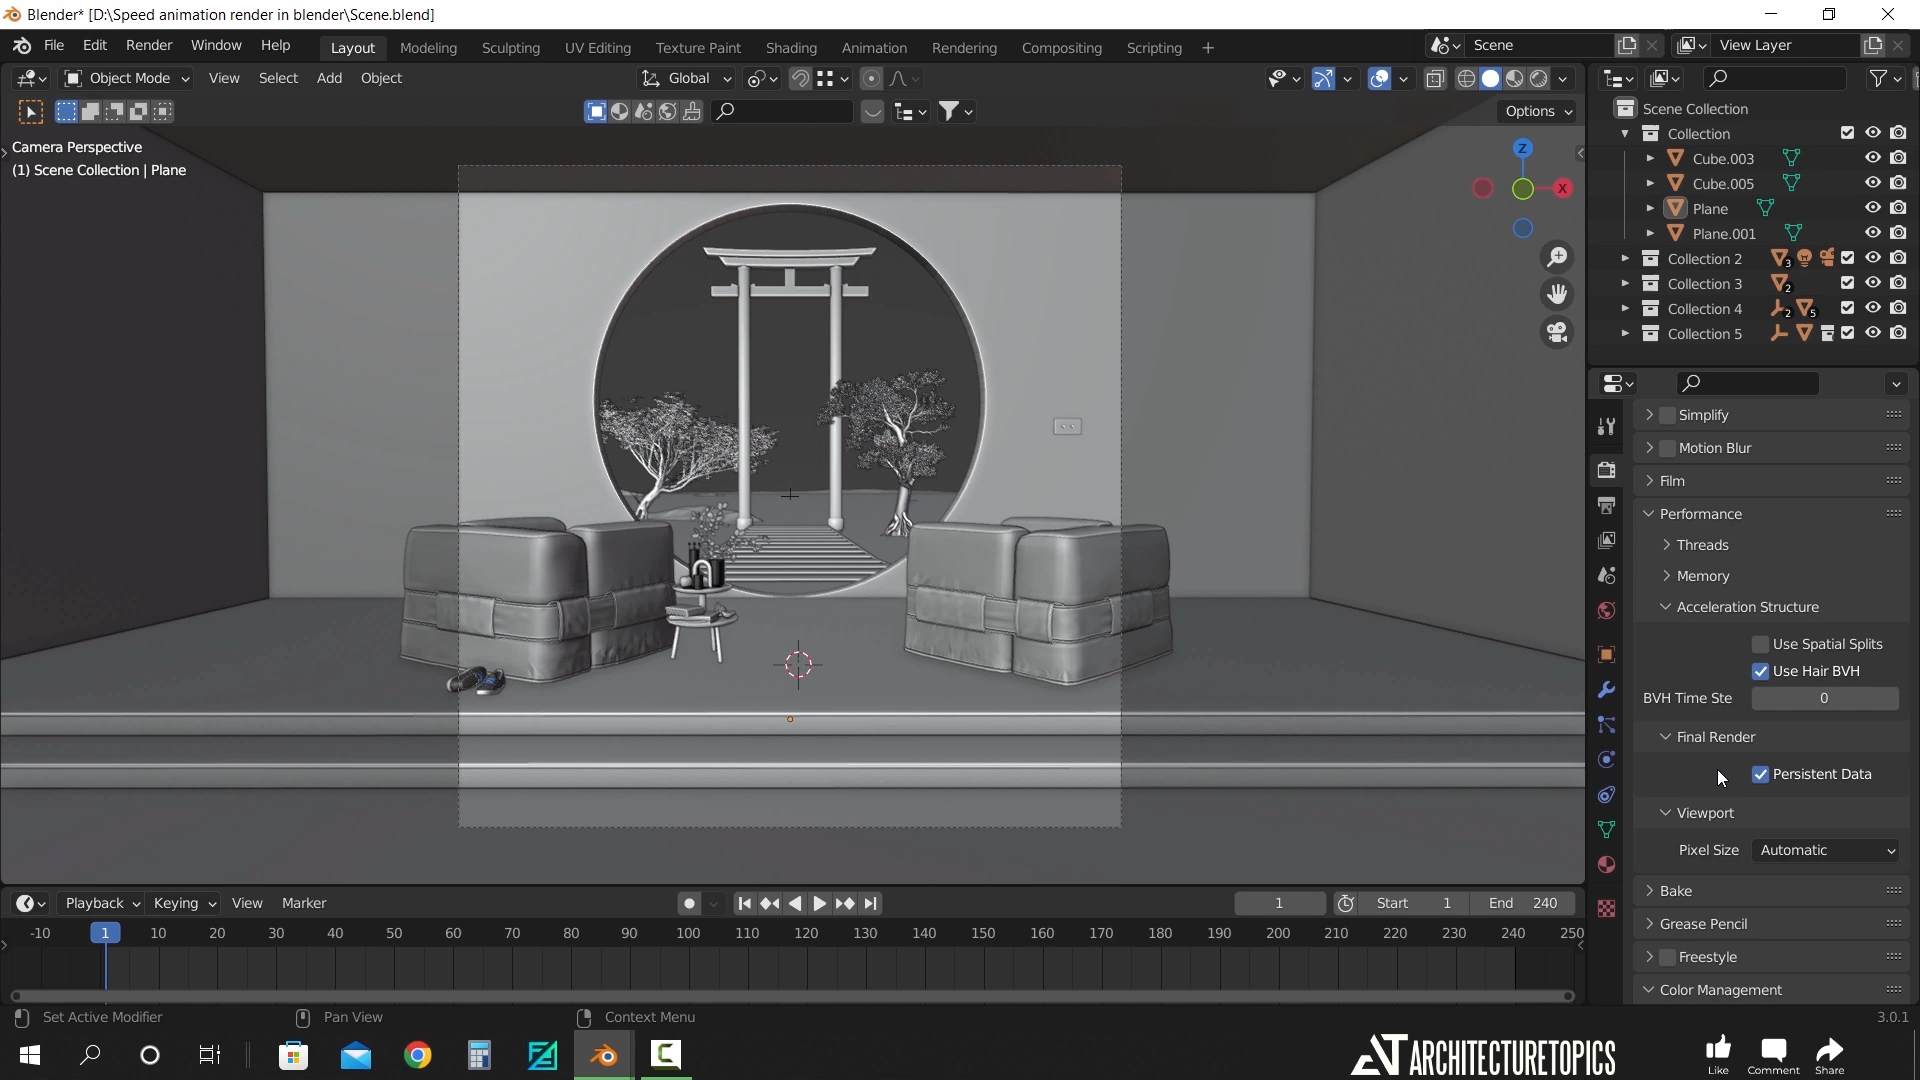 Blender* [D:\Speed animation render in blender\Scene.blend]
File Edit Render Window Help Layout Modeling Sculpting UV Editing Texture Paint Shading Animation Rendering Compositing Scripting + Scene View Layer
Object Mode View Select Add Object Global
Options
Camera Perspective
(1) Scene Collection | Plane
Z
X
Scene Collection
Collection
Cube.003
Cube.005
Plane
Plane.001
Collection 2 3
Collection 3 2
Collection 4 2 5
Collection 5
Simplify
Motion Blur
Film
Performance
Threads
Memory
Acceleration Structure
Use Spatial Splits
Use Hair BVH
BVH Time Ste 0
Final Render
Persistent Data
Viewport
Pixel Size Automatic
Bake
Grease Pencil
Freestyle
Color Management
Playback Keying View Marker 1 Start 1 End 240
-10 1 10 20 30 40 50 60 70 80 90 100 110 120 130 140 150 160 170 180 190 200 210 220 230 240 250
Set Active Modifier Pan View Context Menu 3.0.1
ARCHITECTURETOPICS
Like Comment Share